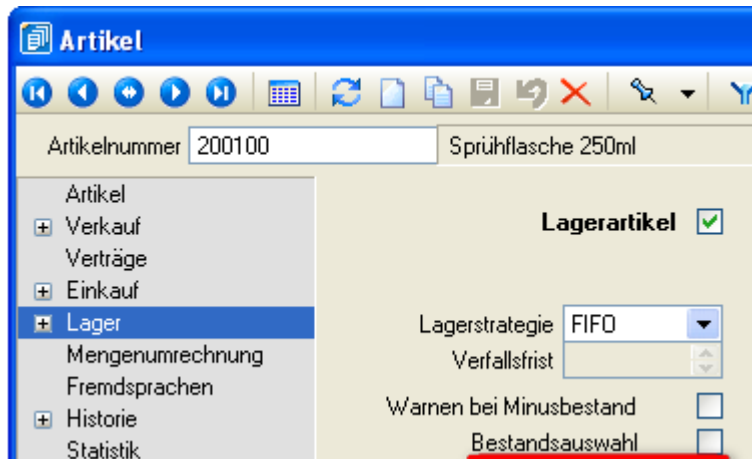 Artikel
Artikelnummer 200100 Sprühflasche 250ml
Artikel
Verkauf
Verträge
Einkauf
Lager
Mengenumrechnung
Fremdsprachen
Historie
Statistik
Lagerartikel
Lagerstrategie FIFO
Verfallsfrist
Warnen bei Minusbestand
Bestandsauswahl